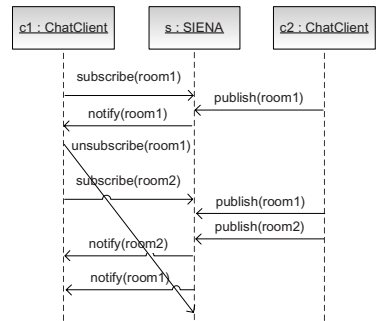 c1 : ChatClient
s : SIENA
c2 : ChatClient
subscribe(room1)
publish(room1)
notify(room1)
unsubscribe(room1)
subscribe(room2)
publish(room1)
publish(room2)
notify(room2)
notify(room1)